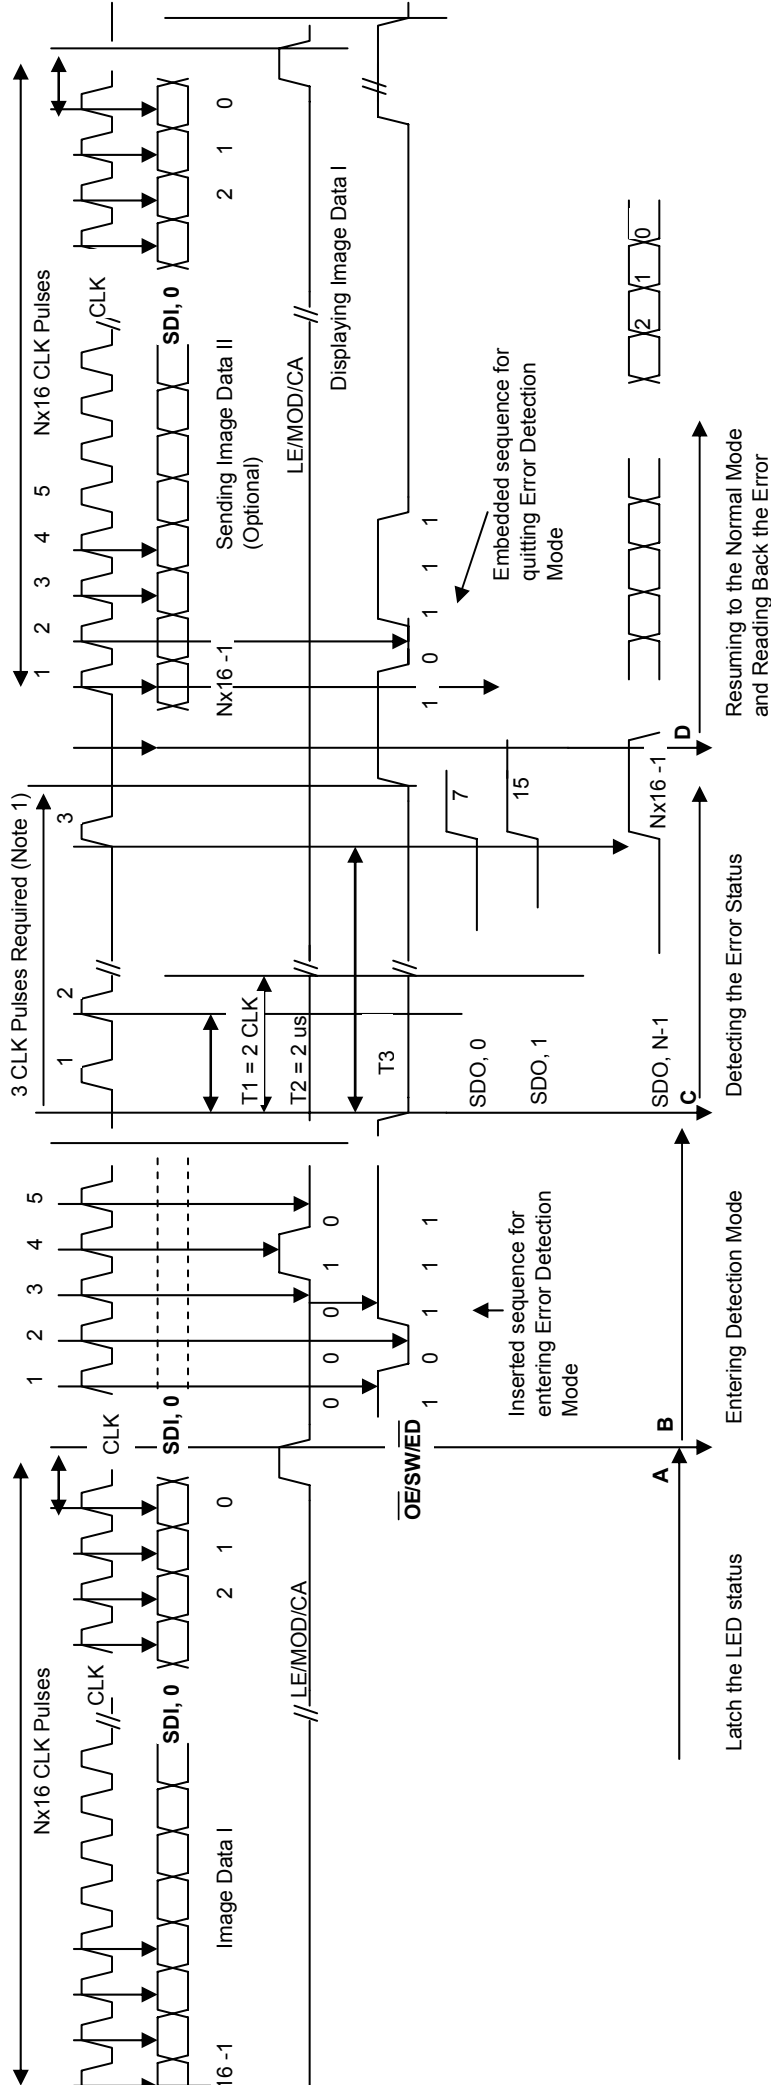 Nx16 CLK Pulses
CLK
SDI, 0
16 -1
Image Data I
2 1 0
LE/MOD/CA
Latch the LED status
A
B
CLK
SDI, 0
1 2 3 4 5
0 0 0 1 0
OE/SW/ED
1 0 1 1 1
Inserted sequence for
entering Error Detection
Mode
Entering Detection Mode
3 CLK Pulses Required (Note 1)
1 2 3
T1 = 2 CLK
T2 = 2 us
T3
SDO, 0
7
SDO, 1
15
SDO, N-1
Nx16 -1
C
D
Detecting the Error Status
Nx16 CLK Pulses
1 2 3 4 5
CLK
SDI, 0
Nx16 -1
Sending Image Data II
(Optional)
2 1 0
LE/MOD/CA
Displaying Image Data I
1 0 1 1 1
Embedded sequence for
quitting Error Detection
Mode
2 1 0
Resuming to the Normal Mode
and Reading Back the Error